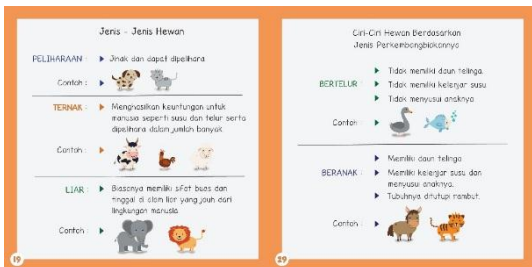 Jenis - Jenis Hewan
PELIHARAAN : Jinak dan dapat dipelihara
Contoh :
TERNAK : Menghasilkan keuntungan untuk
manusia seperti susu dan telur serta
dipelihara dalam jumlah banyak.
Contoh :
LIAR : Biasanya memiliki sifat buas dan
tinggal di alam liar yang jauh dari
lingkungan manusia
Contoh :
19
Ciri-Ciri Hewan Berdasarkan
Jenis Perkembangbiakannya
BERTELUR : Tidak memiliki daun telinga.
Tidak memiliki kelenjar susu
Tidak menyusui anaknya
Contoh :
BERANAK : Memiliki daun telinga
Memiliki kelenjar susu dan
menyusui anaknya.
Tubuhnya ditutupi rambut.
Contoh :
29